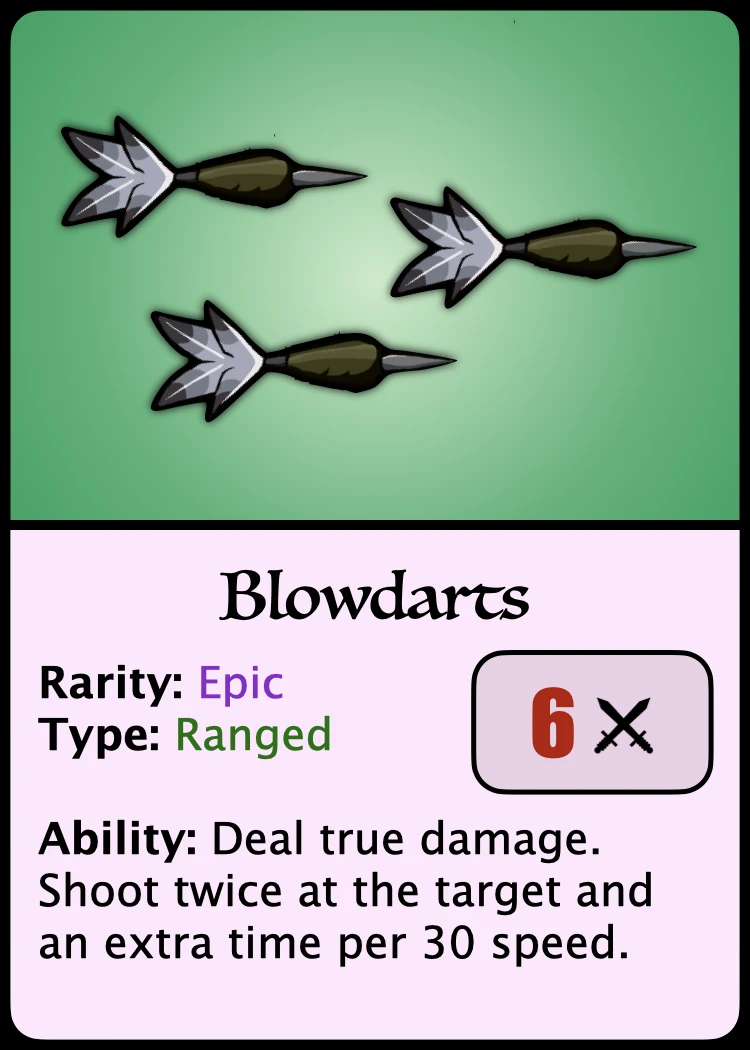 Blowdarts
Rarity: Epic
Type: Ranged
6
Ability: Deal true damage.
Shoot twice at the target and
an extra time per 30 speed.